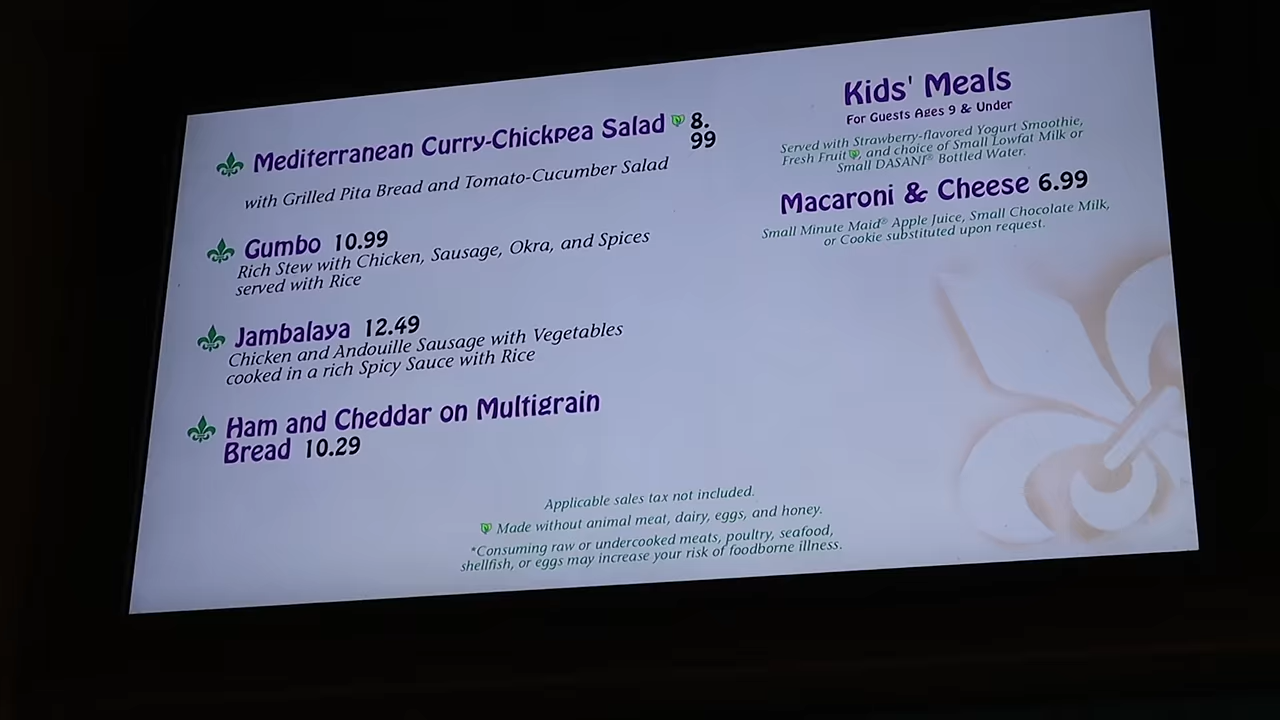 Mediterranean Curry-Chickpea Salad 8.
99
with Grilled Pita Bread and Tomato-Cucumber Salad
Gumbo 10.99
Rich Stew with Chicken, Sausage, Okra, and Spices
served with Rice
Jambalaya 12.49
Chicken and Andouille Sausage with Vegetables
cooked in a rich Spicy Sauce with Rice
Ham and Cheddar on Multigrain
Bread 10.29
Kids' Meals
For Guests Ages 9 & Under
Served with Strawberry-flavored Yogurt Smoothie,
Fresh Fruit, and choice of Small Lowfat Milk or
Small DASANI® Bottled Water.
Macaroni & Cheese 6.99
Small Minute Maid® Apple Juice, Small Chocolate Milk,
or Cookie substituted upon request.
Applicable sales tax not included.
Made without animal meat, dairy, eggs, and honey.
*Consuming raw or undercooked meats, poultry, seafood,
shellfish, or eggs may increase your risk of foodborne illness.